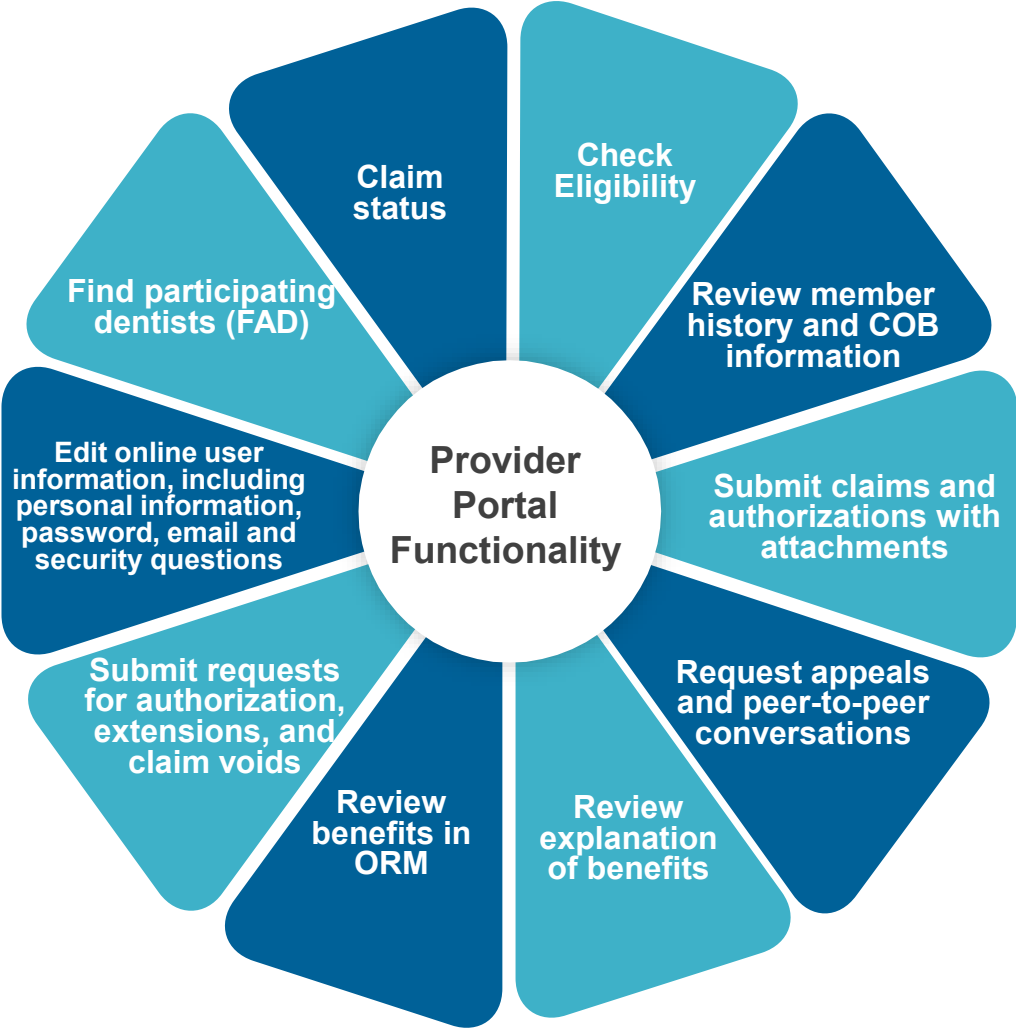 Claim
status
Check
Eligibility
Review member
history and COB
information
Submit claims and
authorizations with
attachments
Request appeals
and peer-to-peer
conversations
Review
explanation
of benefits
Review
benefits in
ORM
Submit requests
for authorization,
extensions, and
claim voids
Edit online user
information, including
personal information,
password, email and
security questions
Find participating
dentists (FAD)
Provider
Portal
Functionality